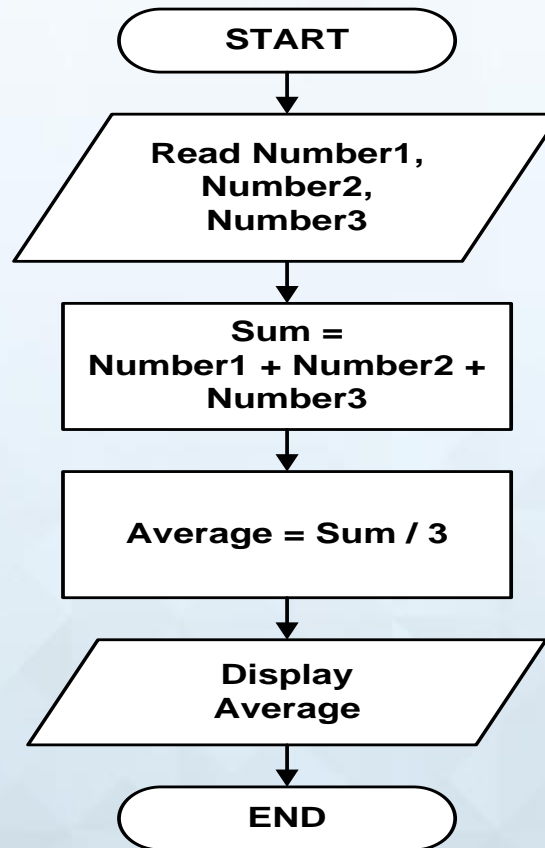 START
Read Number1,
Number2,
Number3
Sum =
Number1 + Number2 +
Number3
Average = Sum / 3
Display
Average
END